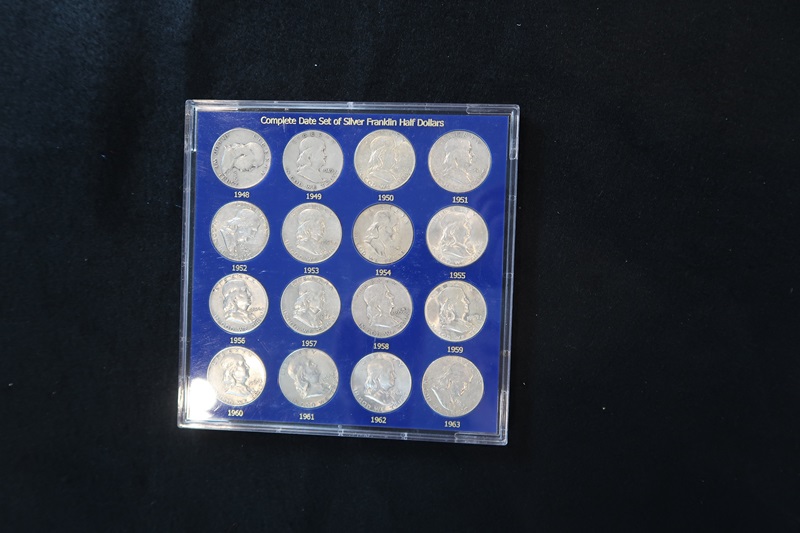 Complete Date Set of Silver Franklin Half Dollars
1948 1949 1950 1951
1952 1953 1954 1955
1956 1957 1958 1959
1960 1961 1962 1963